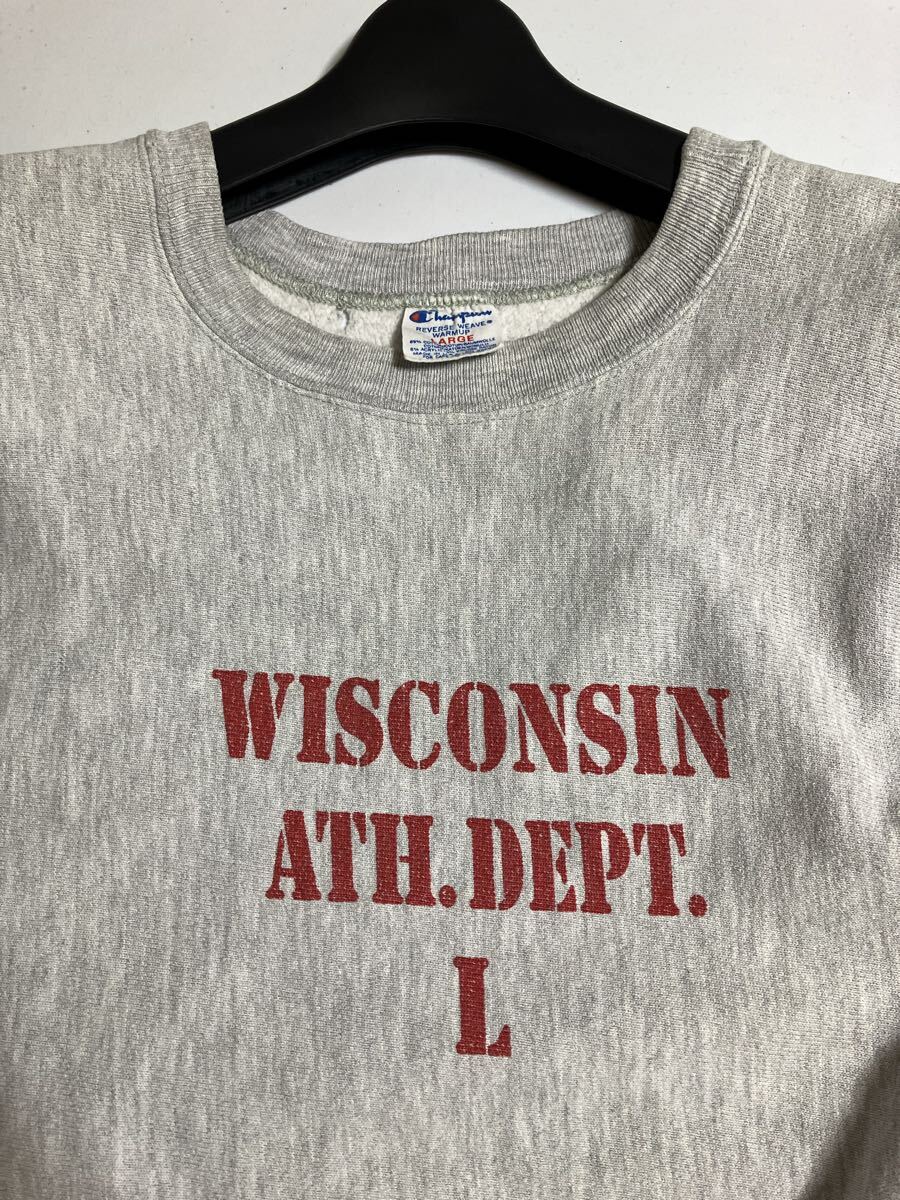 Champion
REVERSE WEAVE®
WARMUP
LARGE
WISCONSIN
ATH. DEPT.
L